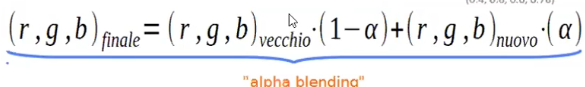 (r,g,b)finale=(r,g,b)vecchio·(1−α)+(r,g,b)nuovo·(α)
"alpha blending"